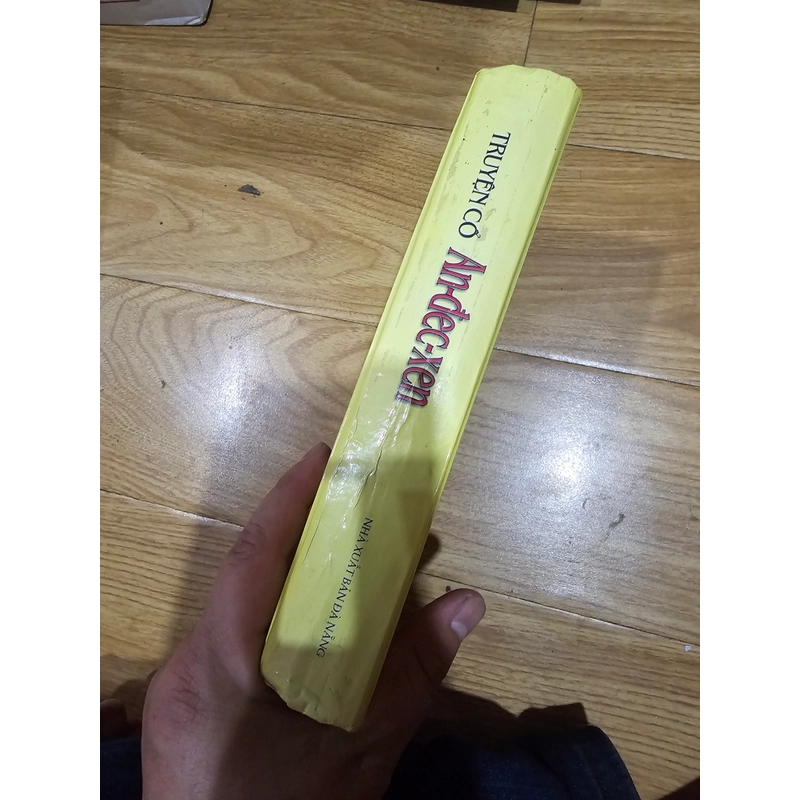 TRUYỆN CỔ An-đec-xen
NHÀ XUẤT BẢN ĐÀ NẴNG